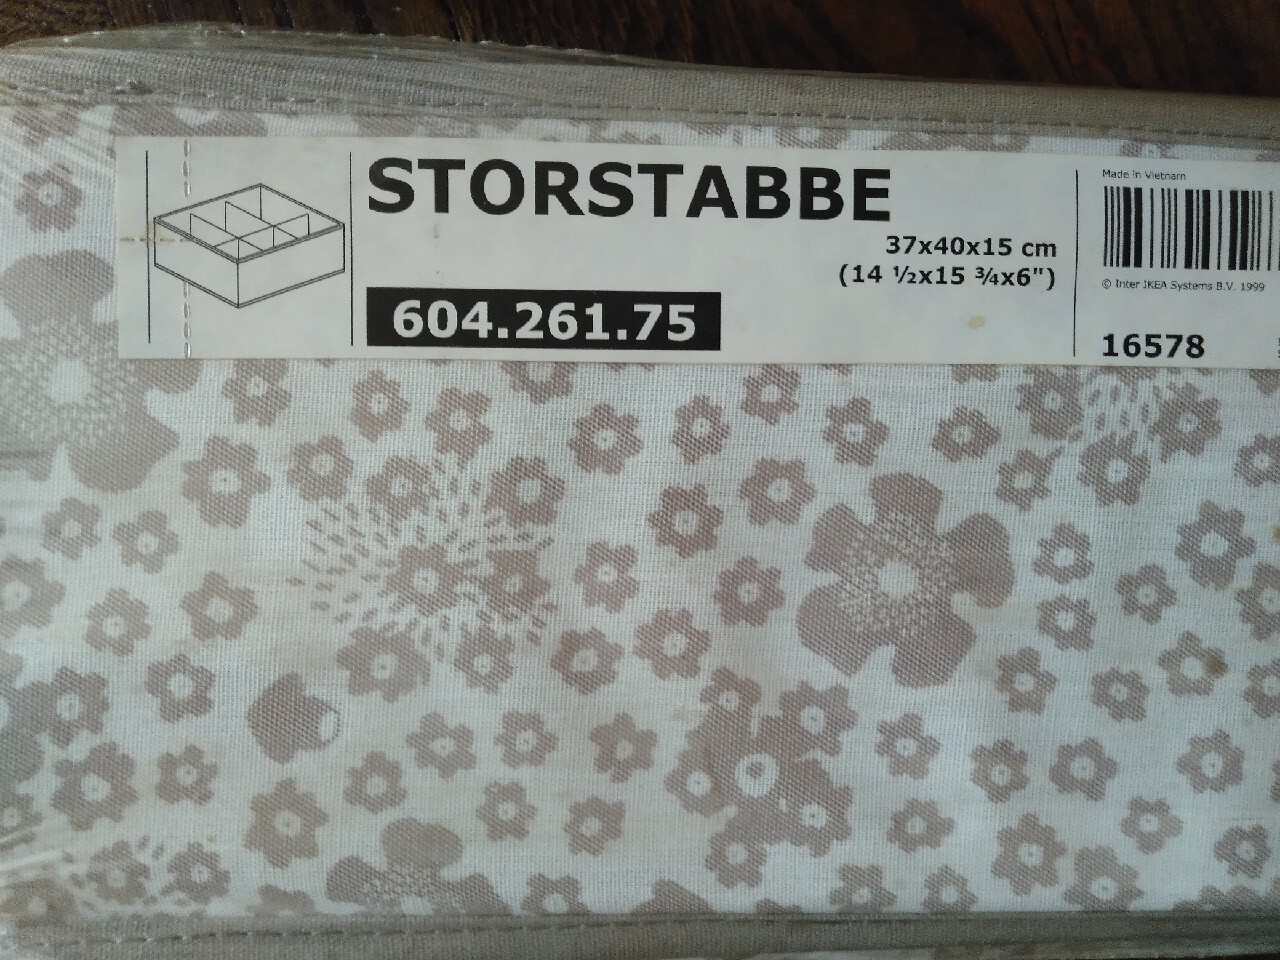 STORSTABBE
37x40x15 cm
(14 ½x15 ¾x6")
604.261.75
Made in Vietnam
© Inter IKEA Systems B.V. 1999
16578